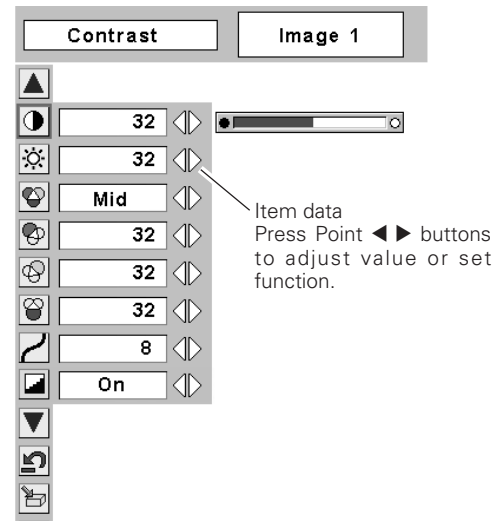 Contrast
Image 1
32
32
Mid
32
32
32
8
On
Item data
Press Point ◀ ▶ buttons
to adjust value or set
function.